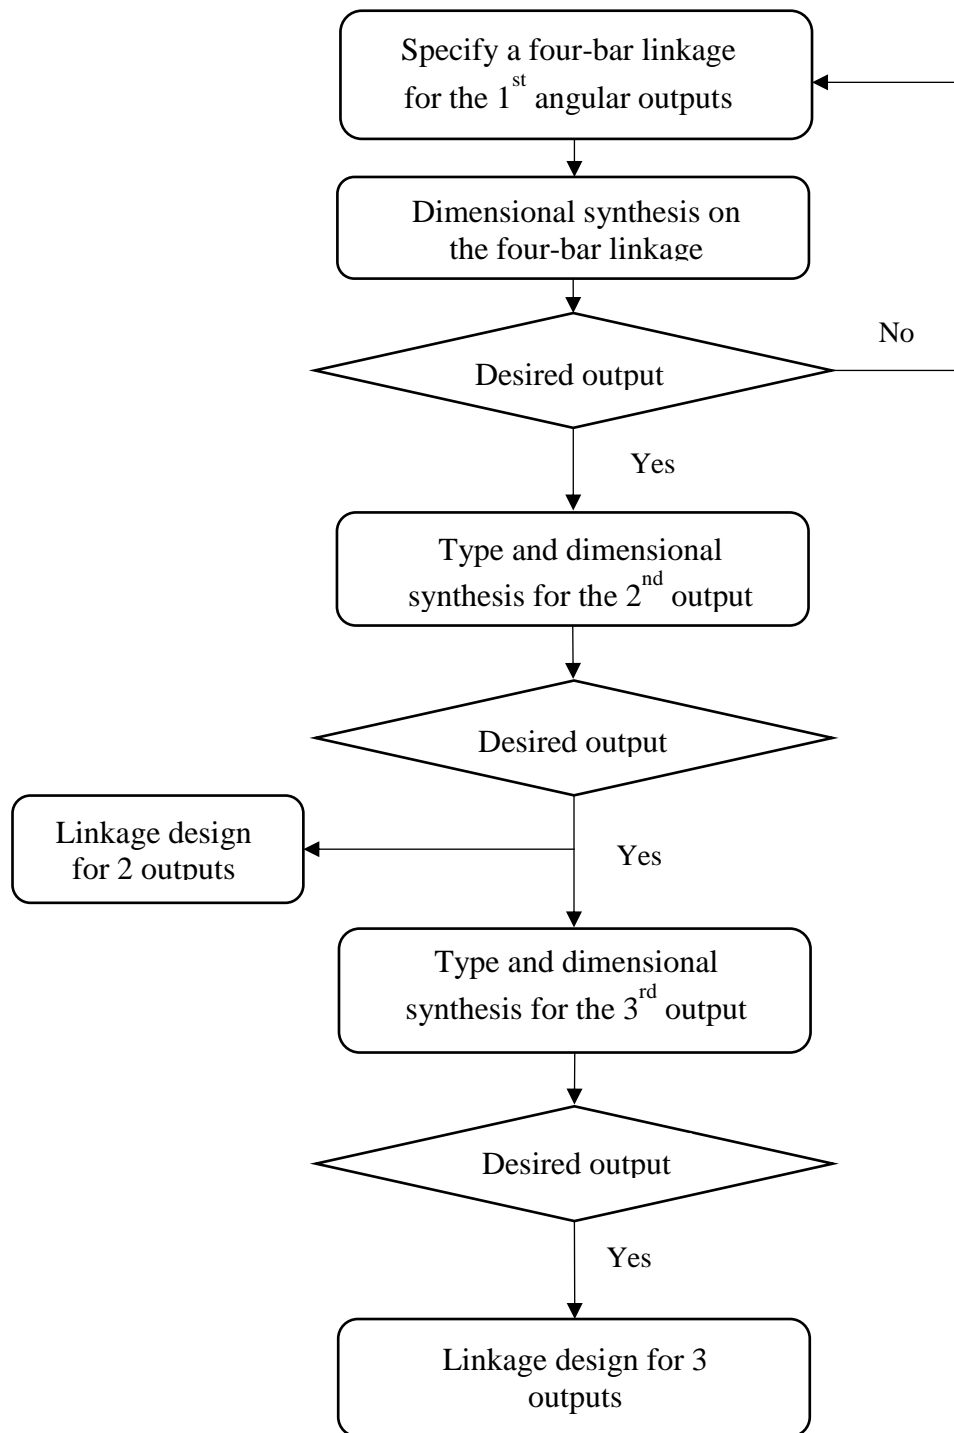 Specify a four-bar linkage
for the 1st angular outputs
Dimensional synthesis on
the four-bar linkage
Desired output
No
Yes
Type and dimensional
synthesis for the 2nd output
Desired output
Linkage design
for 2 outputs
Yes
Type and dimensional
synthesis for the 3rd output
Desired output
Yes
Linkage design for 3
outputs